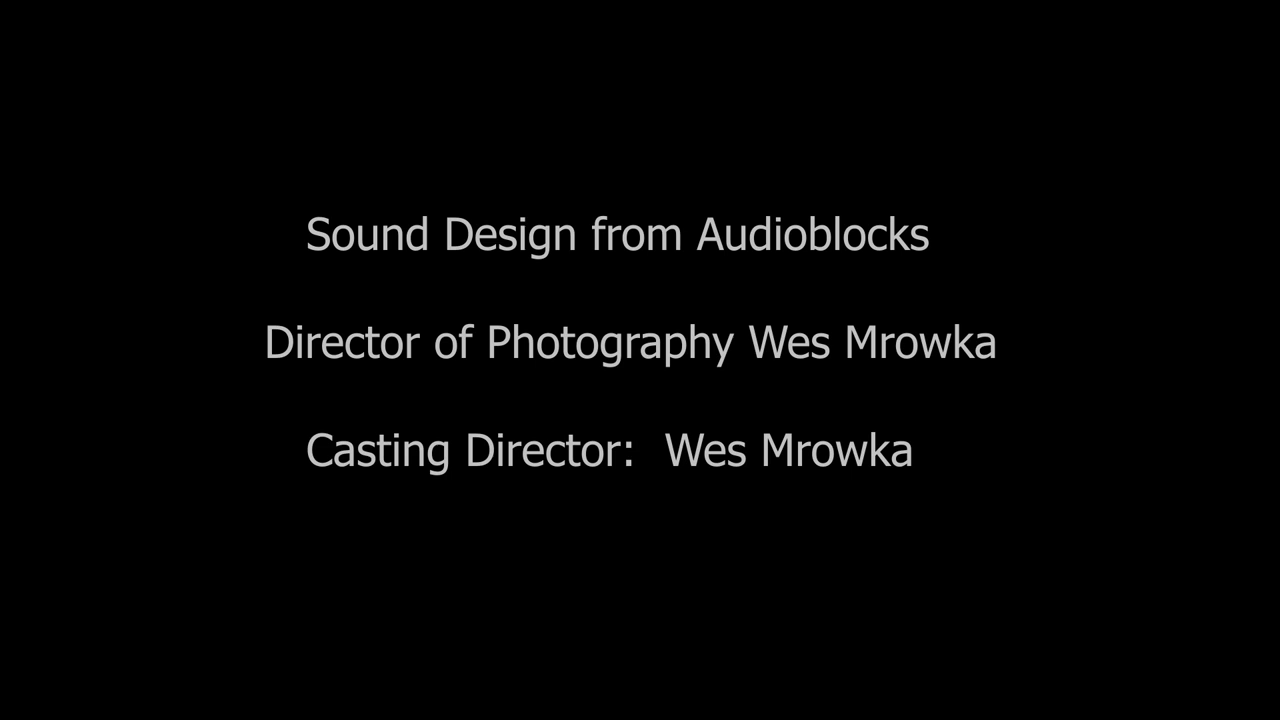 Sound Design from Audioblocks
Director of Photography Wes Mrowka
Casting Director:  Wes Mrowka